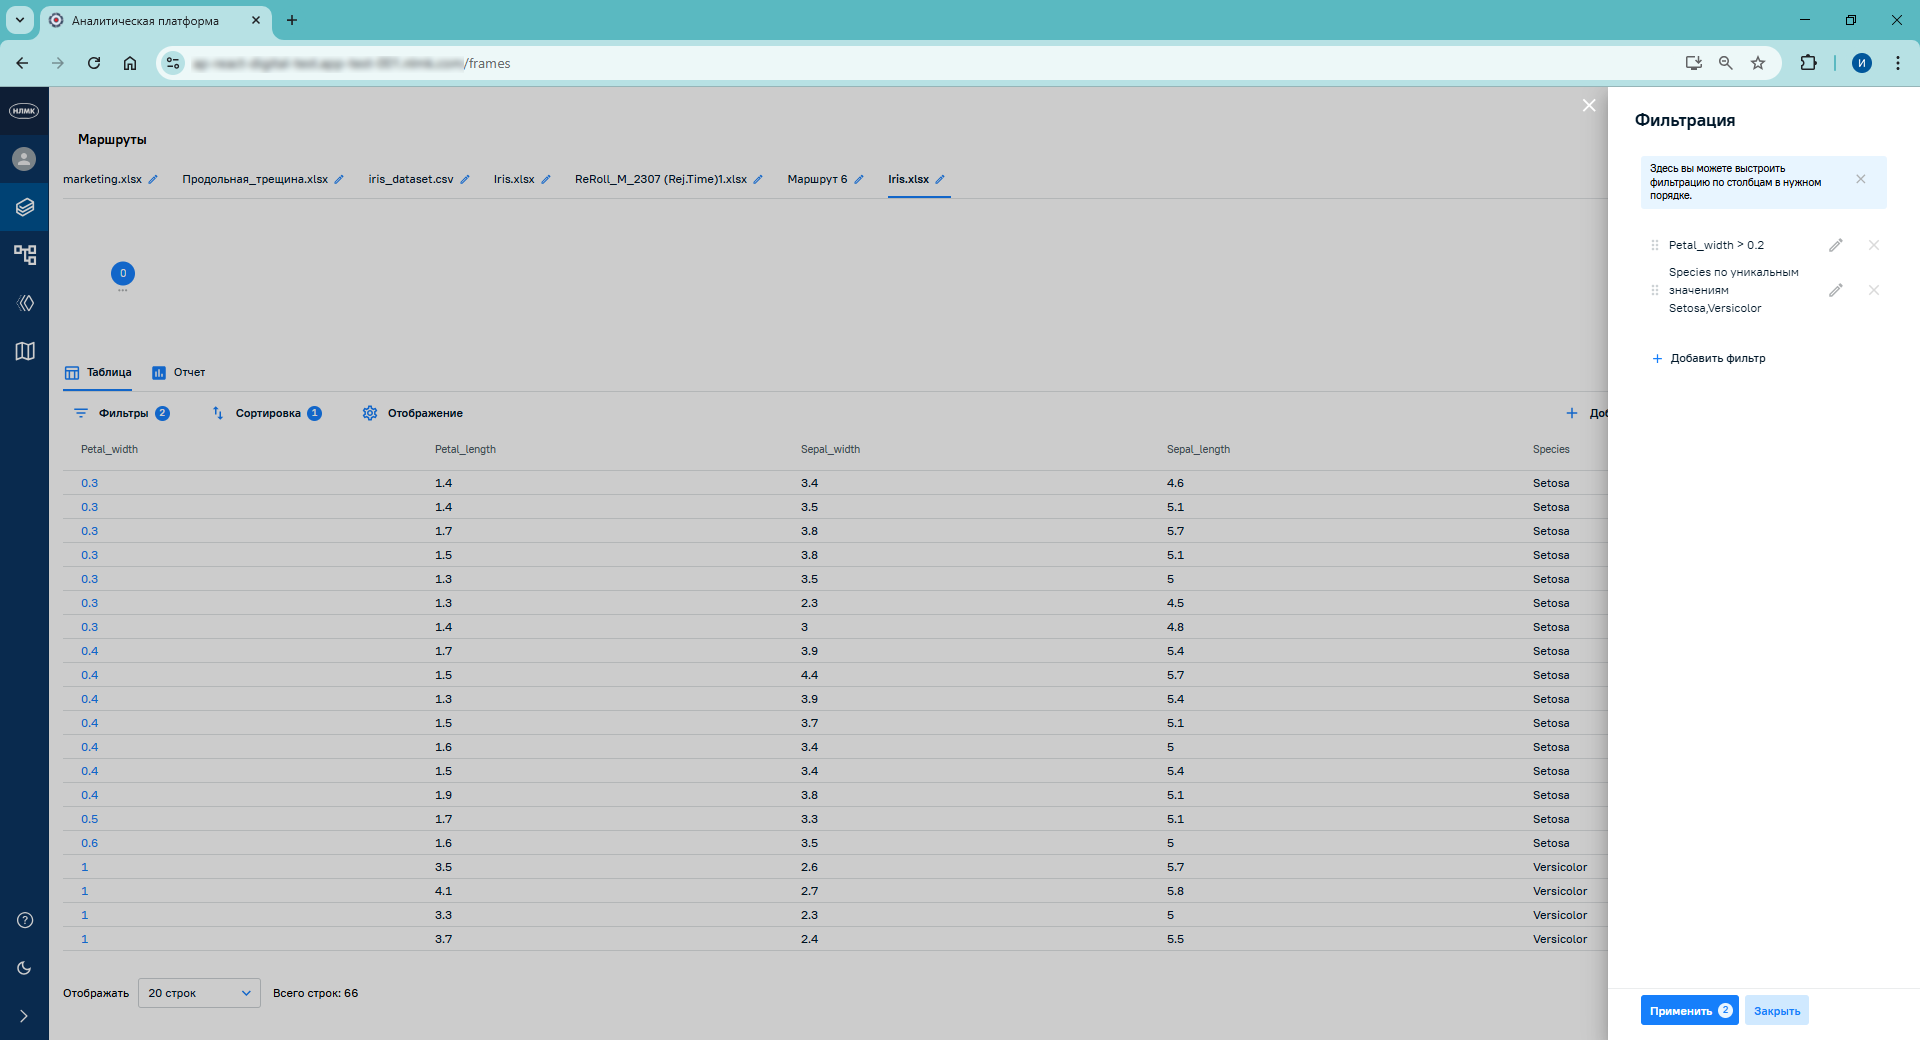 Аналитическая платформа
/frames
И
НЛМК
Маршруты
marketing.xlsx Продольная_трещина.xlsx iris_dataset.csv Iris.xlsx ReRoll_M_2307 (Rej.Time)1.xlsx Маршрут 6 Iris.xlsx
0
Таблица Отчет
Фильтры 2 Сортировка 1 Отображение
Petal_width Petal_length Sepal_width Sepal_length Species
0.3 1.4 3.4 4.6 Setosa
0.3 1.4 3.5 5.1 Setosa
0.3 1.7 3.8 5.7 Setosa
0.3 1.5 3.8 5.1 Setosa
0.3 1.3 3.5 5 Setosa
0.3 1.3 2.3 4.5 Setosa
0.3 1.4 3 4.8 Setosa
0.4 1.7 3.9 5.4 Setosa
0.4 1.5 4.4 5.7 Setosa
0.4 1.3 3.9 5.4 Setosa
0.4 1.5 3.7 5.1 Setosa
0.4 1.6 3.4 5 Setosa
0.4 1.5 3.4 5.4 Setosa
0.4 1.9 3.8 5.1 Setosa
0.5 1.7 3.3 5.1 Setosa
0.6 1.6 3.5 5 Setosa
1 3.5 2.6 5.7 Versicolor
1 4.1 2.7 5.8 Versicolor
1 3.3 2.3 5 Versicolor
1 3.7 2.4 5.5 Versicolor
Отображать 20 строк Всего строк: 66
Фильтрация
Здесь вы можете выстроить
фильтрацию по столбцам в нужном
порядке.
Petal_width > 0.2
Species по уникальным
значениям
Setosa,Versicolor
+ Добавить фильтр
Применить 2 Закрыть